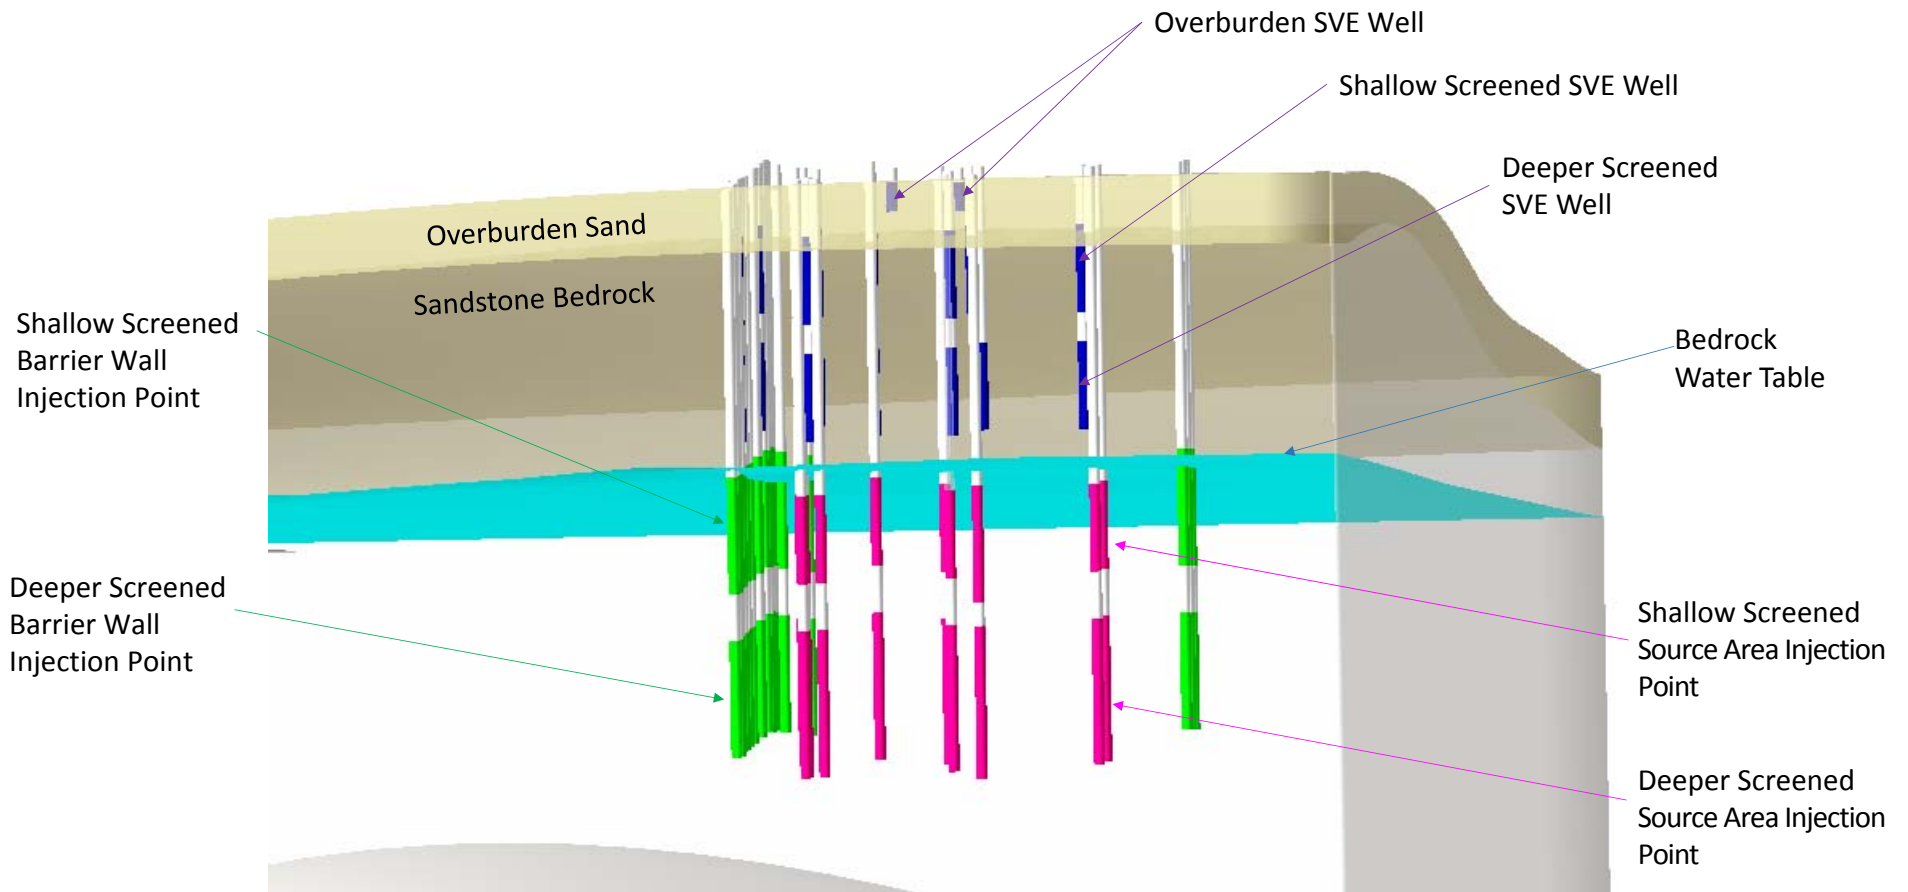 Overburden SVE Well
Shallow Screened SVE Well
Deeper Screened
SVE Well
Overburden Sand
Sandstone Bedrock
Shallow Screened
Barrier Wall
Injection Point
Bedrock
Water Table
Deeper Screened
Barrier Wall
Injection Point
Shallow Screened
Source Area Injection
Point
Deeper Screened
Source Area Injection
Point